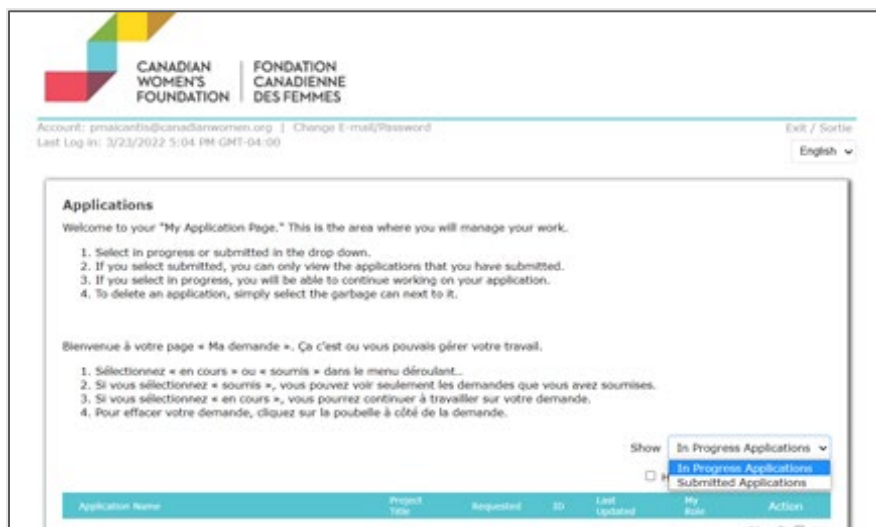 CANADIAN
WOMEN'S
FOUNDATION
FONDATION
CANADIENNE
DES FEMMES
Account: pmaicantis@canadianwomen.org | Change E-mail/Password
Exit / Sortie
Last Log in: 3/23/2022 5:04 PM GMT-04:00
English
Applications
Welcome to your "My Application Page." This is the area where you will manage your work.
1. Select in progress or submitted in the drop down.
2. If you select submitted, you can only view the applications that you have submitted.
3. If you select in progress, you will be able to continue working on your application.
4. To delete an application, simply select the garbage can next to it.
Bienvenue à votre page « Ma demande ». Ça c'est ou vous pouvais gérer votre travail.
1. Sélectionnez « en cours » ou « soumis » dans le menu déroulant..
2. Si vous sélectionnez « soumis », vous pouvez voir seulement les demandes que vous avez soumises.
3. Si vous sélectionnez « en cours », vous pourrez continuer à travailler sur votre demande.
4. Pour effacer votre demande, cliquez sur la poubelle à côté de la demande.
Show In Progress Applications
In Progress Applications
Submitted Applications
Application Name Project Title Requested ID Last Updated My Role Action